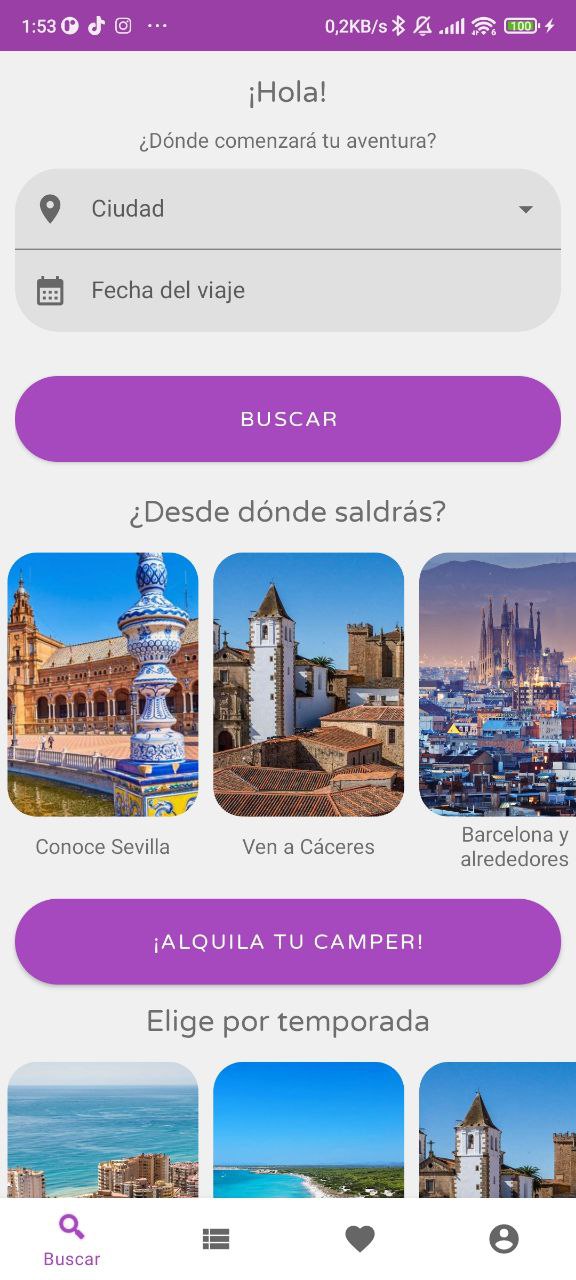 1:53
0,2KB/s
100
¡Hola!
¿Dónde comenzará tu aventura?
Ciudad
Fecha del viaje
BUSCAR
¿Desde dónde saldrás?
Conoce Sevilla
Ven a Cáceres
Barcelona y
alrededores
¡ALQUILA TU CAMPER!
Elige por temporada
Buscar